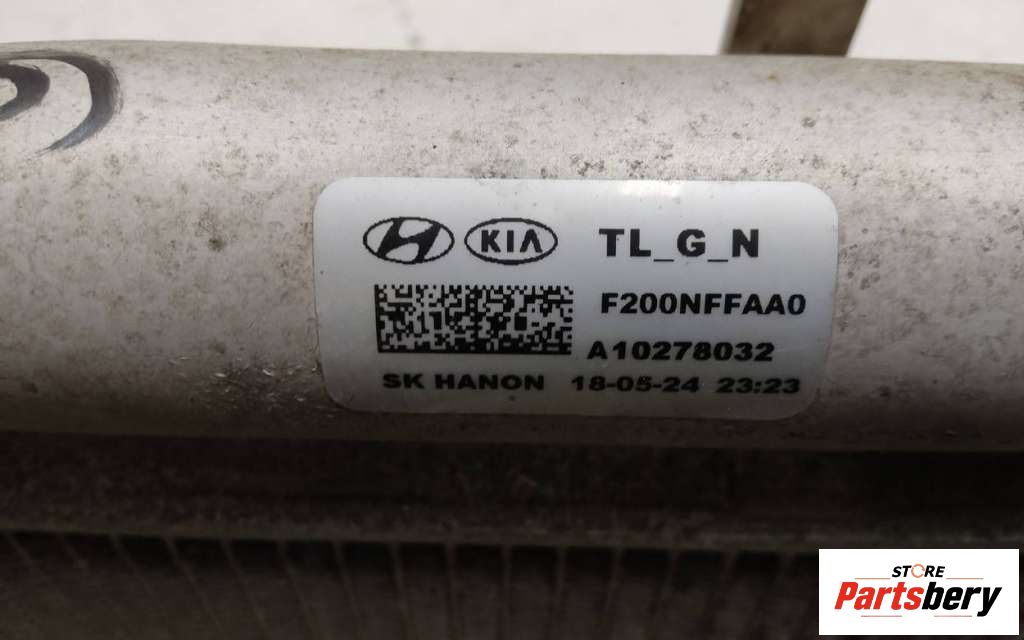 KIA TL_G_N
F200NFFAA0
A10278032
SK HANON 18-05-24 23:23
STORE
Partsbery